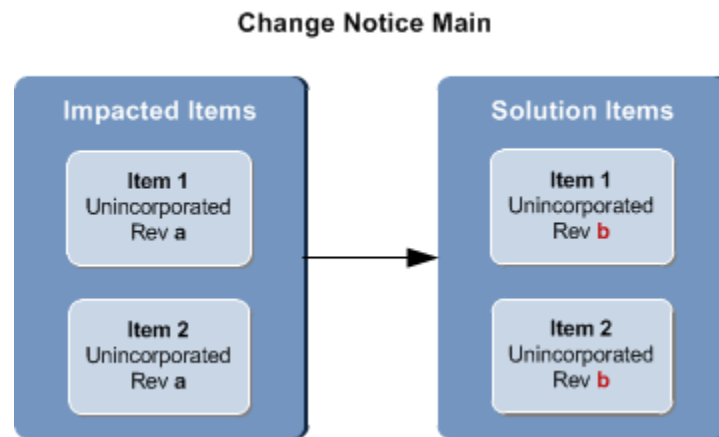 Change Notice Main
Impacted Items
Item 1
Unincorporated
Rev a
Item 2
Unincorporated
Rev a
Solution Items
Item 1
Unincorporated
Rev b
Item 2
Unincorporated
Rev b